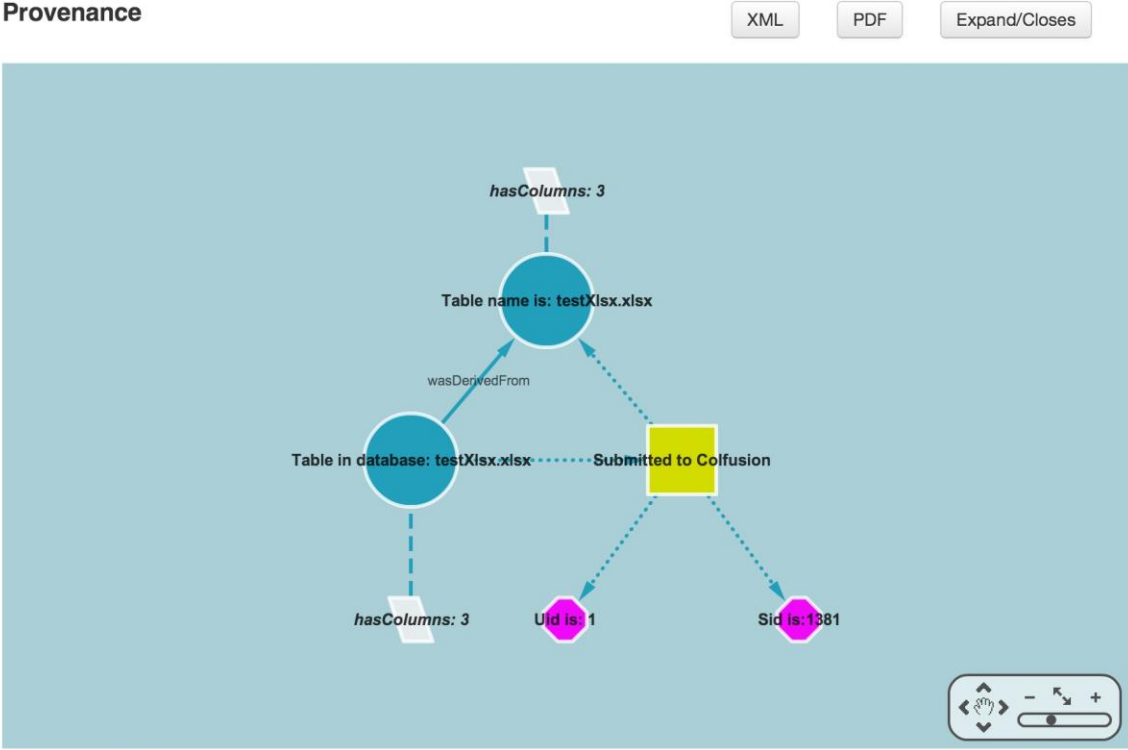 Provenance
XML
PDF
Expand/Closes
hasColumns: 3
Table name is: testXlsx.xlsx
wasDerivedFrom
Table in database: testXlsx.xlsx
Submitted to Colfusion
hasColumns: 3
Uid is: 1
Sid is:1381